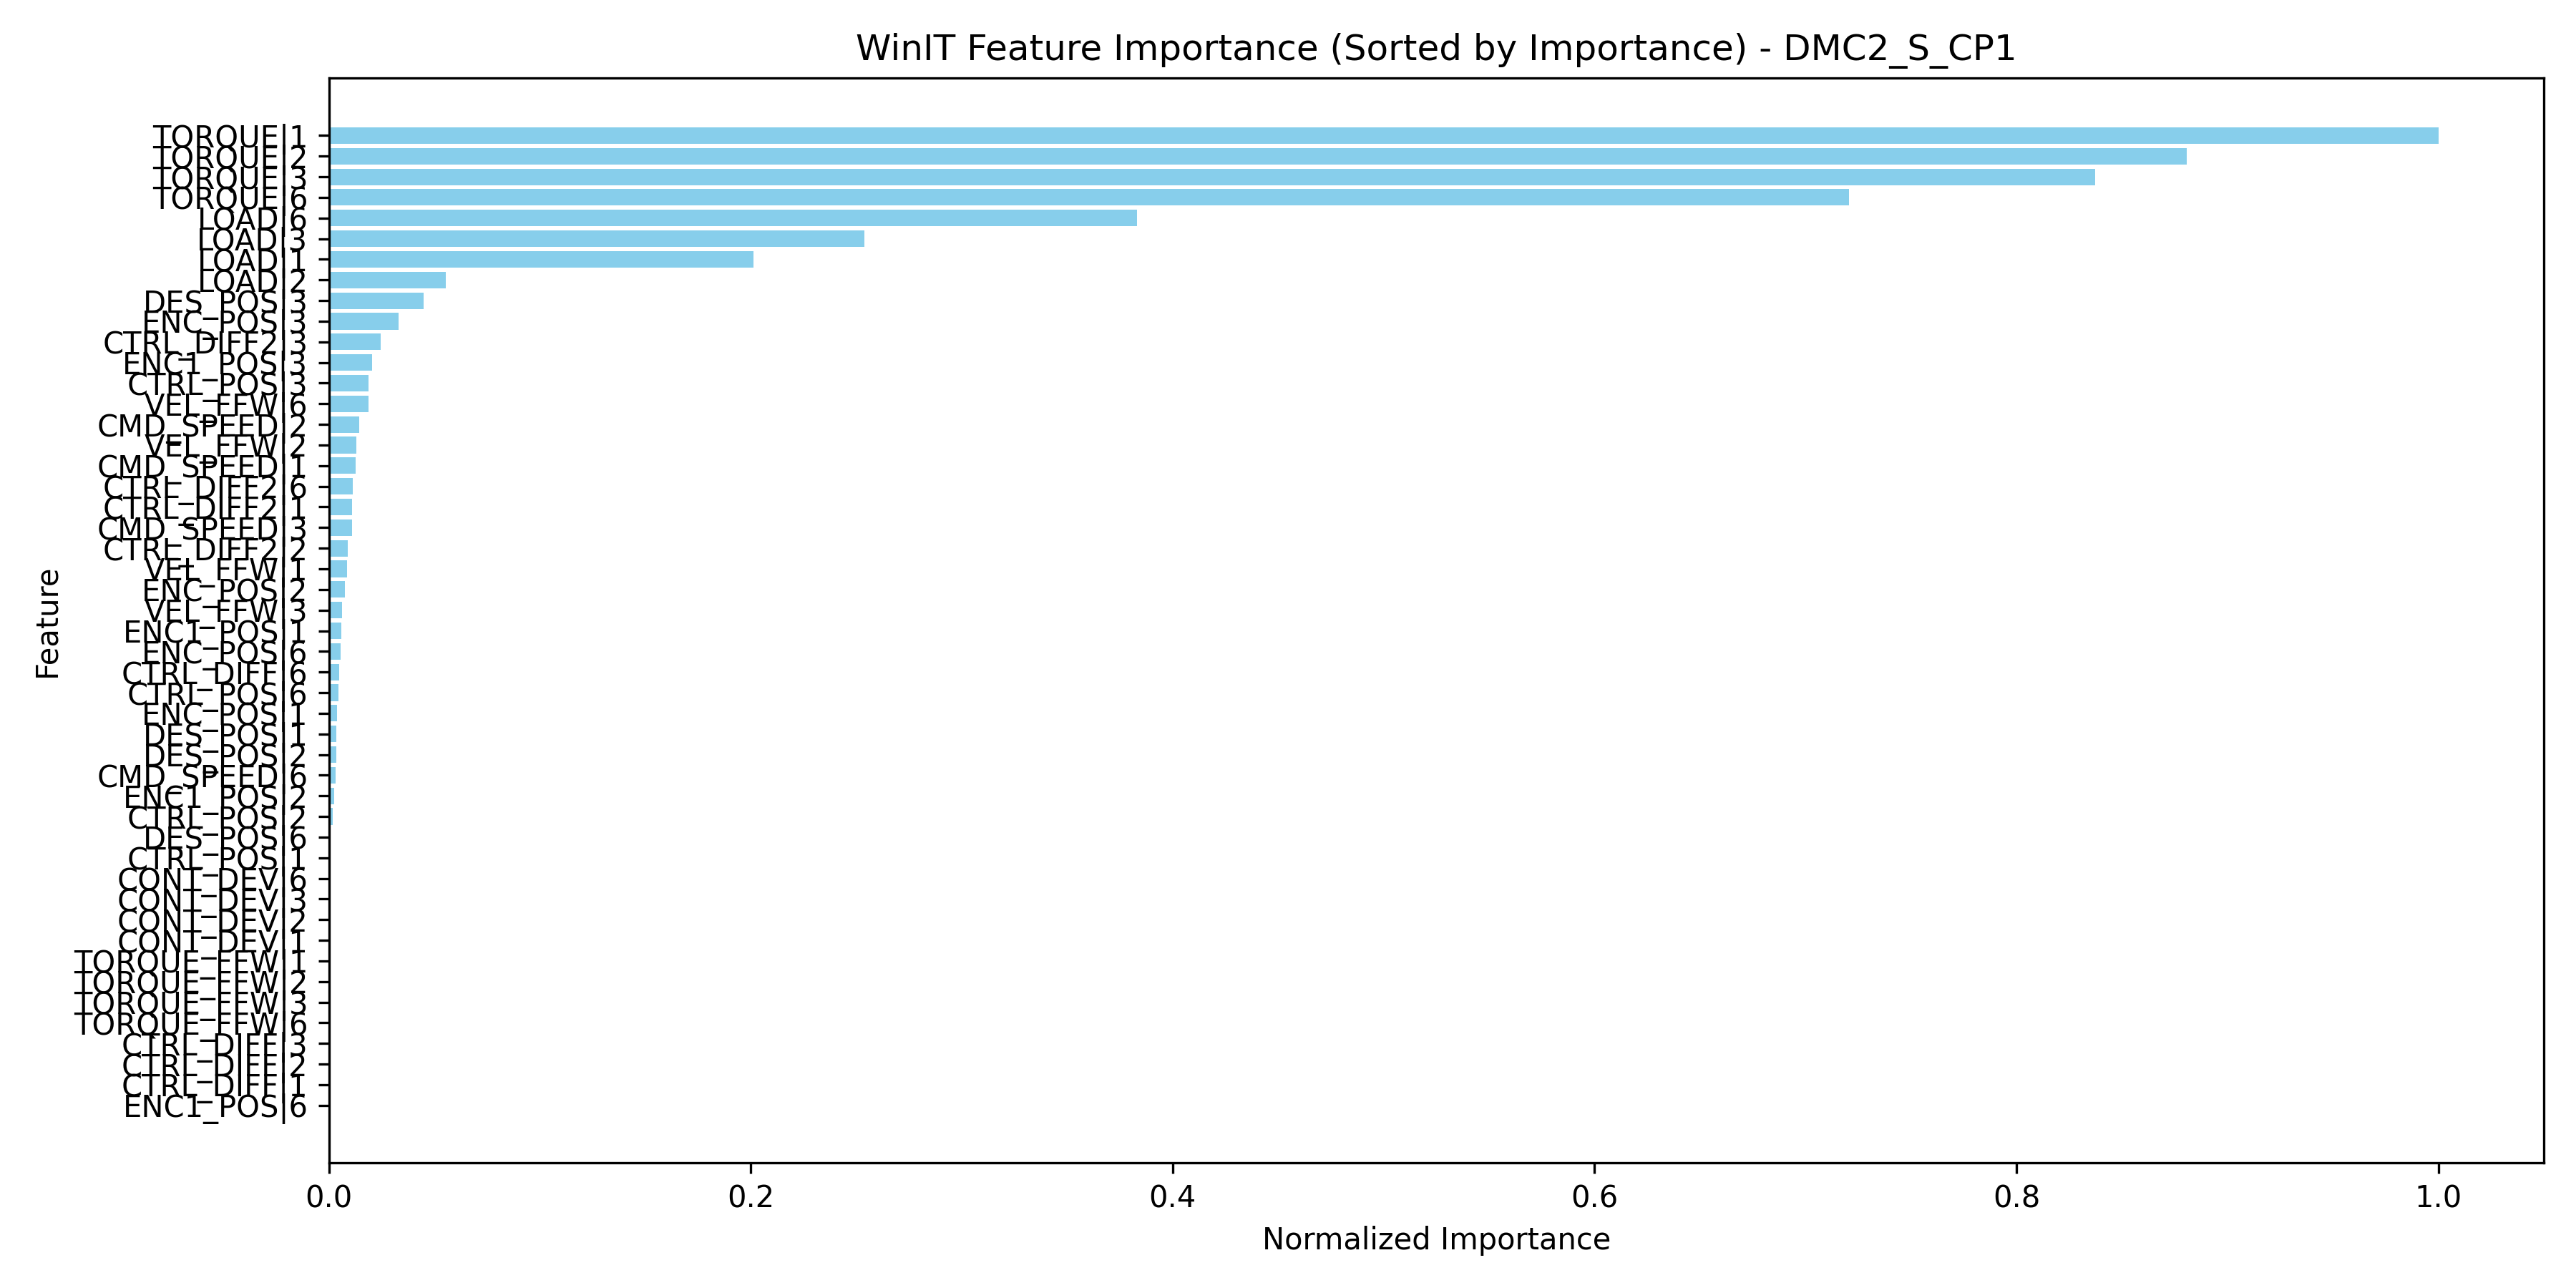 WinIT Feature Importance (Sorted by Importance) - DMC2_S_CP1
TORQUE|1
TORQUE|2
TORQUE|3
TORQUE|6
LOAD|6
LOAD|3
LOAD|1
LOAD|2
DES_POS|3
ENC_POS|3
CTRL_DIFF2|3
ENC1_POS|3
CTRL_POS|3
VEL_FFW|6
CMD_SPEED|2
VEL_FFW|2
CMD_SPEED|1
CTRL_DIFF2|6
CTRL_DIFF2|1
CMD_SPEED|3
CTRL_DIFF2|2
VEL_FFW|1
ENC_POS|2
VEL_FFW|3
ENC1_POS|1
ENC_POS|6
CTRL_DIFF|6
CTRL_POS|6
ENC_POS|1
DES_POS|1
DES_POS|2
CMD_SPEED|6
ENC1_POS|2
CTRL_POS|2
DES_POS|6
CTRL_POS|1
CONT_DEV|6
CONT_DEV|3
CONT_DEV|2
CONT_DEV|1
TORQUE_FFW|1
TORQUE_FFW|2
TORQUE_FFW|3
TORQUE_FFW|6
CTRL_DIFF|3
CTRL_DIFF|2
CTRL_DIFF|1
ENC1_POS|6
Feature
0.0 0.2 0.4 0.6 0.8 1.0
Normalized Importance